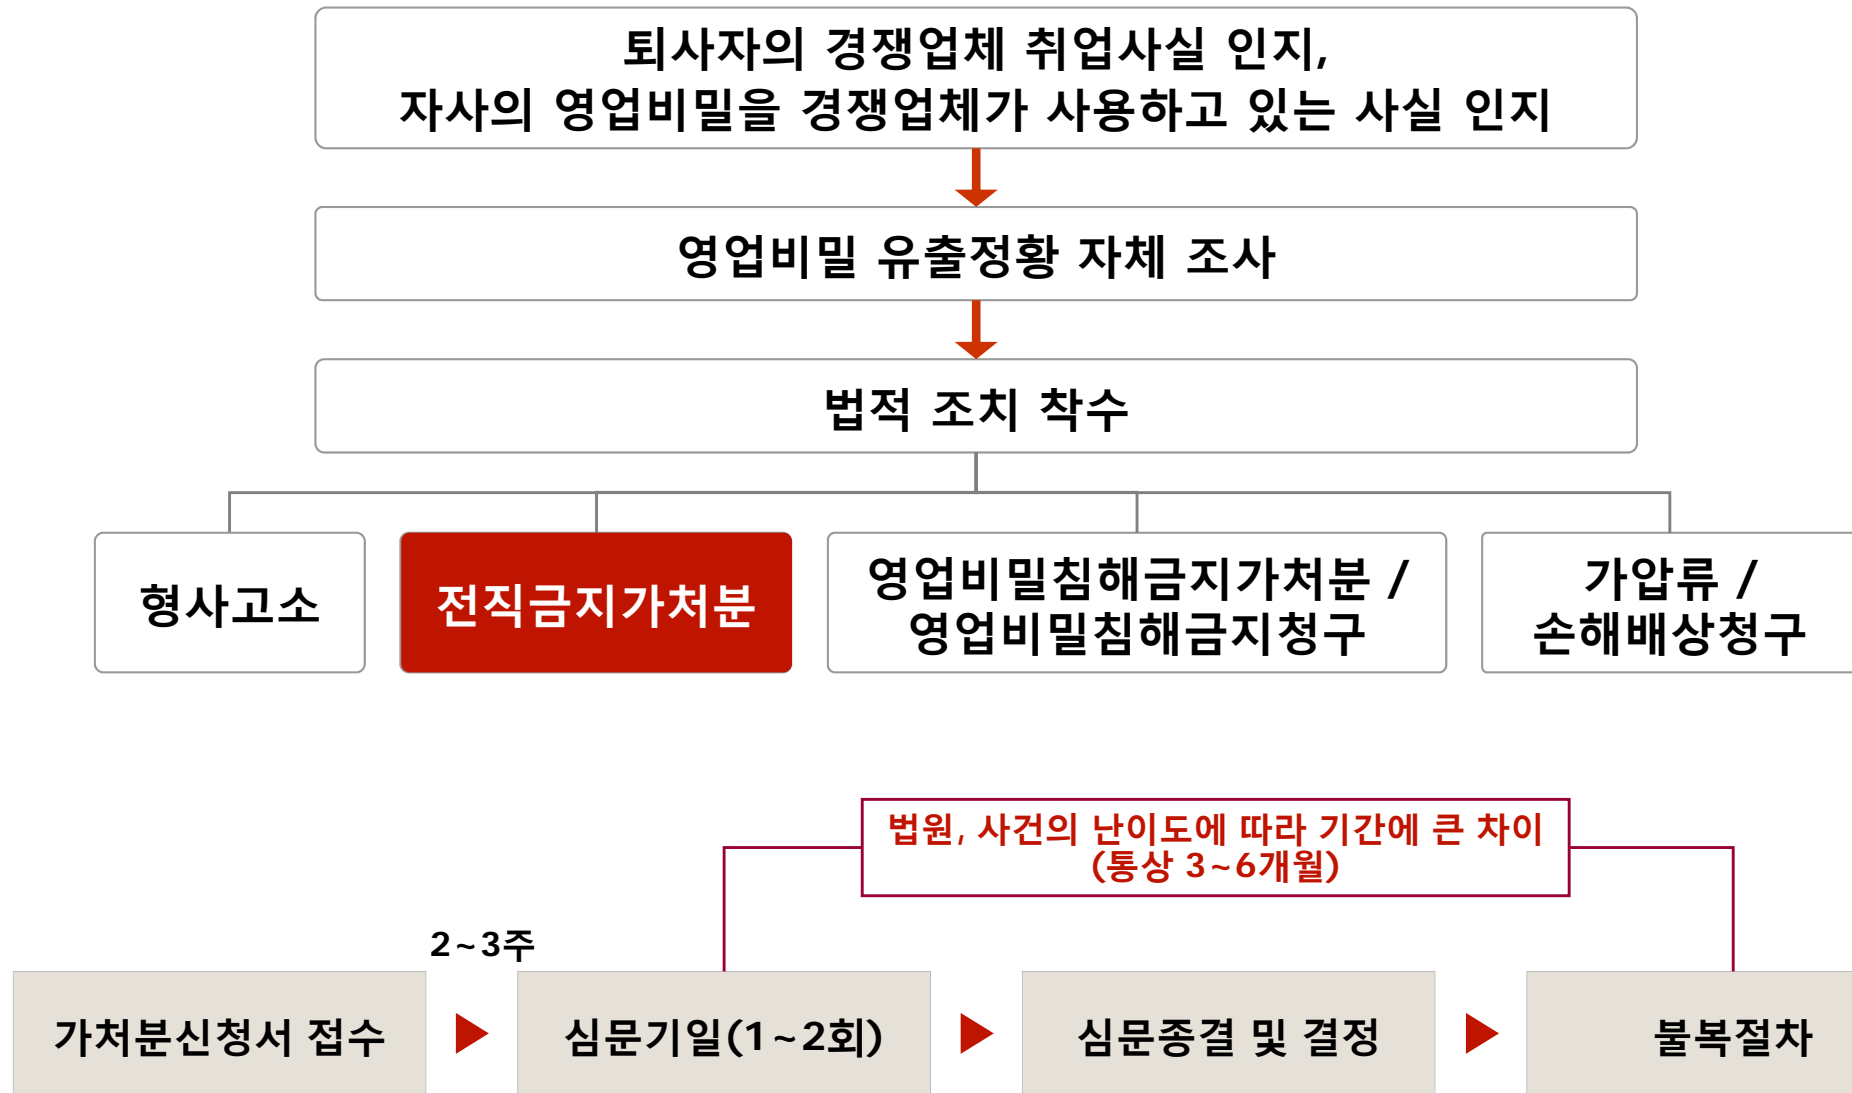 퇴사자의 경쟁업체 취업사실 인지,
자사의 영업비밀을 경쟁업체가 사용하고 있는 사실 인지
영업비밀 유출정황 자체 조사
법적 조치 착수
형사고소
전직금지가처분
영업비밀침해금지가처분 /
영업비밀침해금지청구
가압류 /
손해배상청구
법원, 사건의 난이도에 따라 기간에 큰 차이
(통상 3~6개월)
2~3주
가처분신청서 접수
심문기일(1~2회)
심문종결 및 결정
불복절차